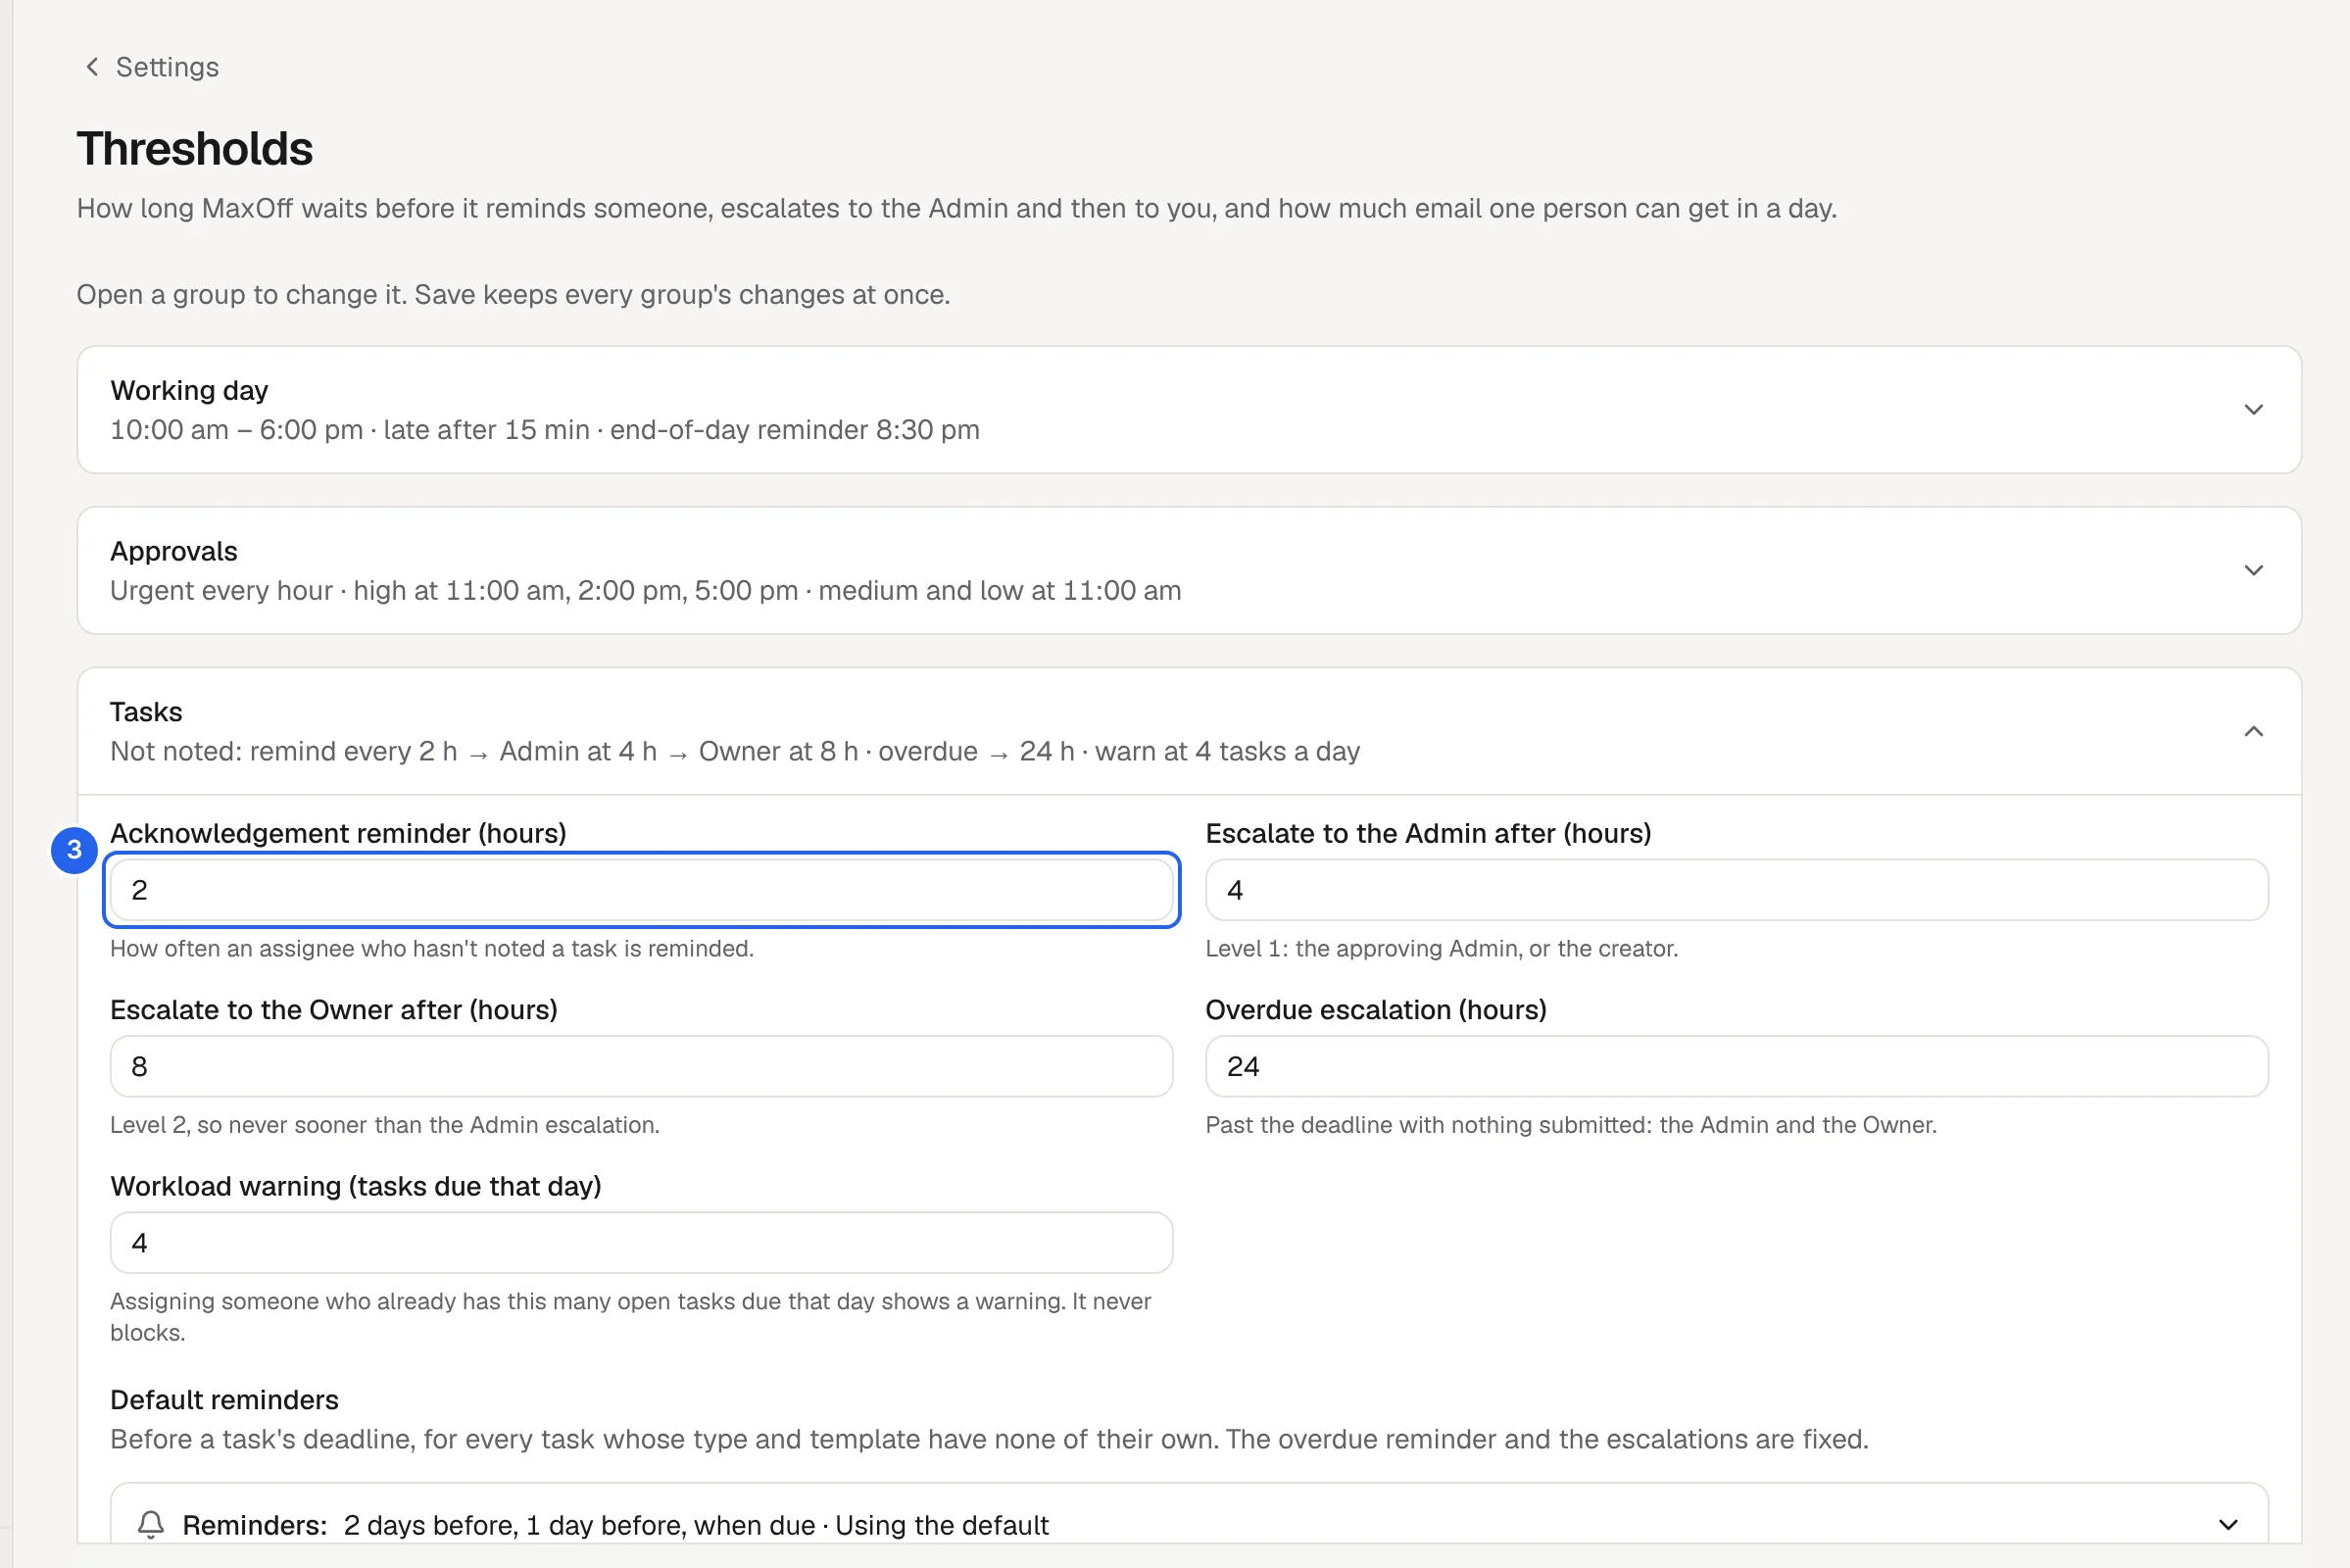 Settings
Thresholds
How long MaxOff waits before it reminds someone, escalates to the Admin and then to you, and how much email one person can get in a day.
Open a group to change it. Save keeps every group's changes at once.
Working day
10:00 am – 6:00 pm · late after 15 min · end-of-day reminder 8:30 pm
Approvals
Urgent every hour · high at 11:00 am, 2:00 pm, 5:00 pm · medium and low at 11:00 am
Tasks
Not noted: remind every 2 h → Admin at 4 h → Owner at 8 h · overdue → 24 h · warn at 4 tasks a day
3
Acknowledgement reminder (hours)
2
How often an assignee who hasn't noted a task is reminded.
Escalate to the Admin after (hours)
4
Level 1: the approving Admin, or the creator.
Escalate to the Owner after (hours)
8
Level 2, so never sooner than the Admin escalation.
Overdue escalation (hours)
24
Past the deadline with nothing submitted: the Admin and the Owner.
Workload warning (tasks due that day)
4
Assigning someone who already has this many open tasks due that day shows a warning. It never
blocks.
Default reminders
Before a task's deadline, for every task whose type and template have none of their own. The overdue reminder and the escalations are fixed.
Reminders: 2 days before, 1 day before, when due · Using the default